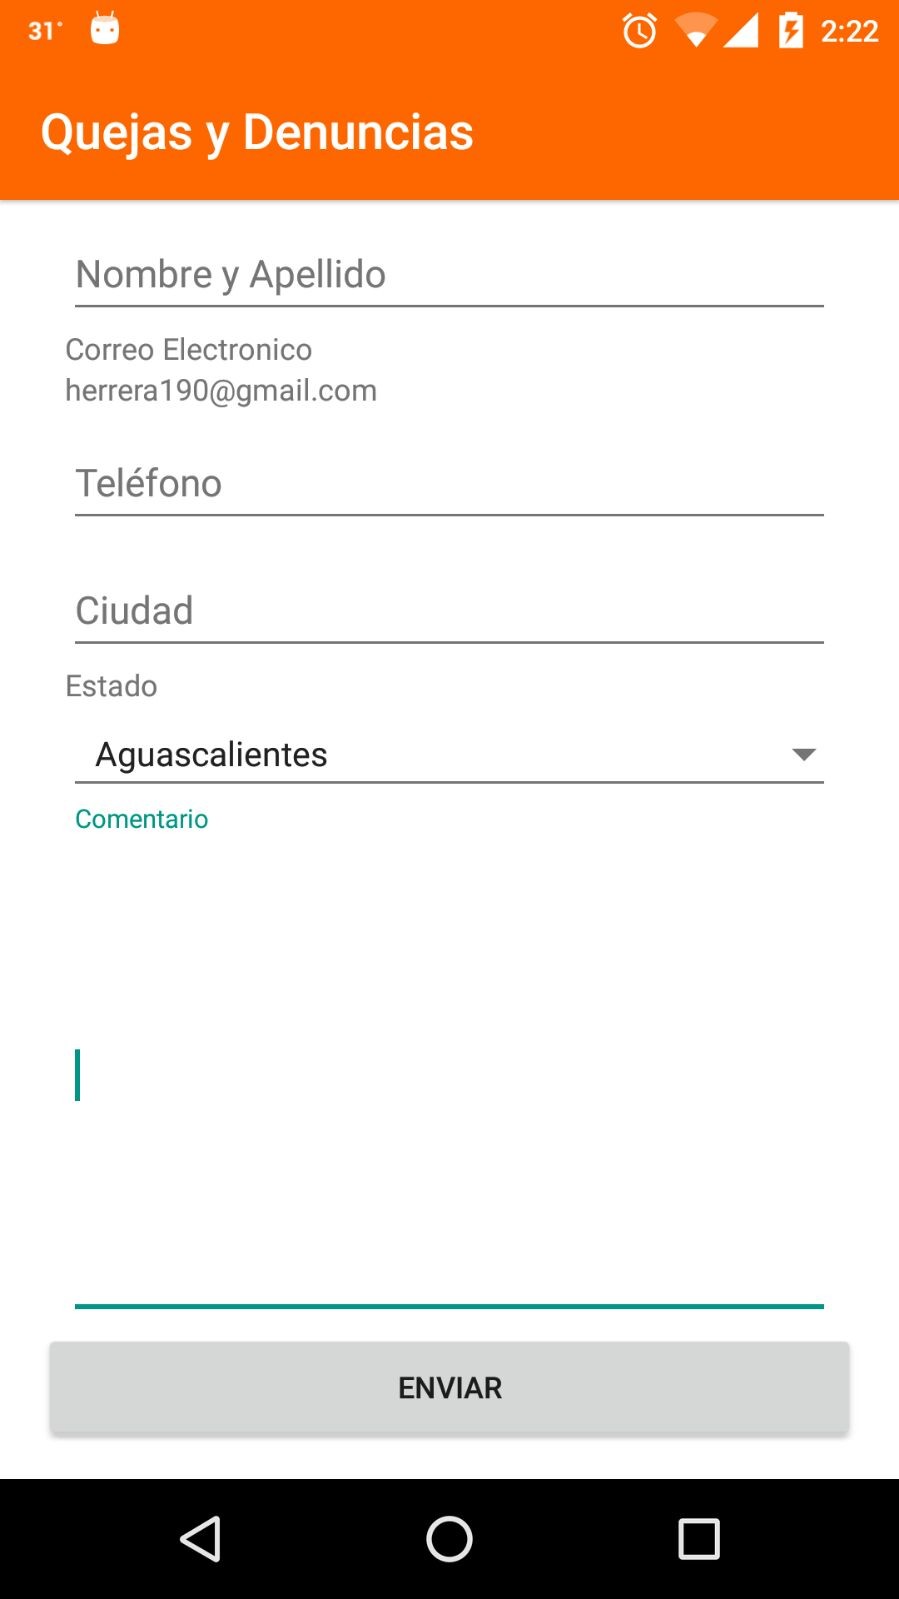 31° 2:22
Quejas y Denuncias
Nombre y Apellido
Correo Electronico
herrera190@gmail.com
Teléfono
Ciudad
Estado
Aguascalientes
Comentario
ENVIAR